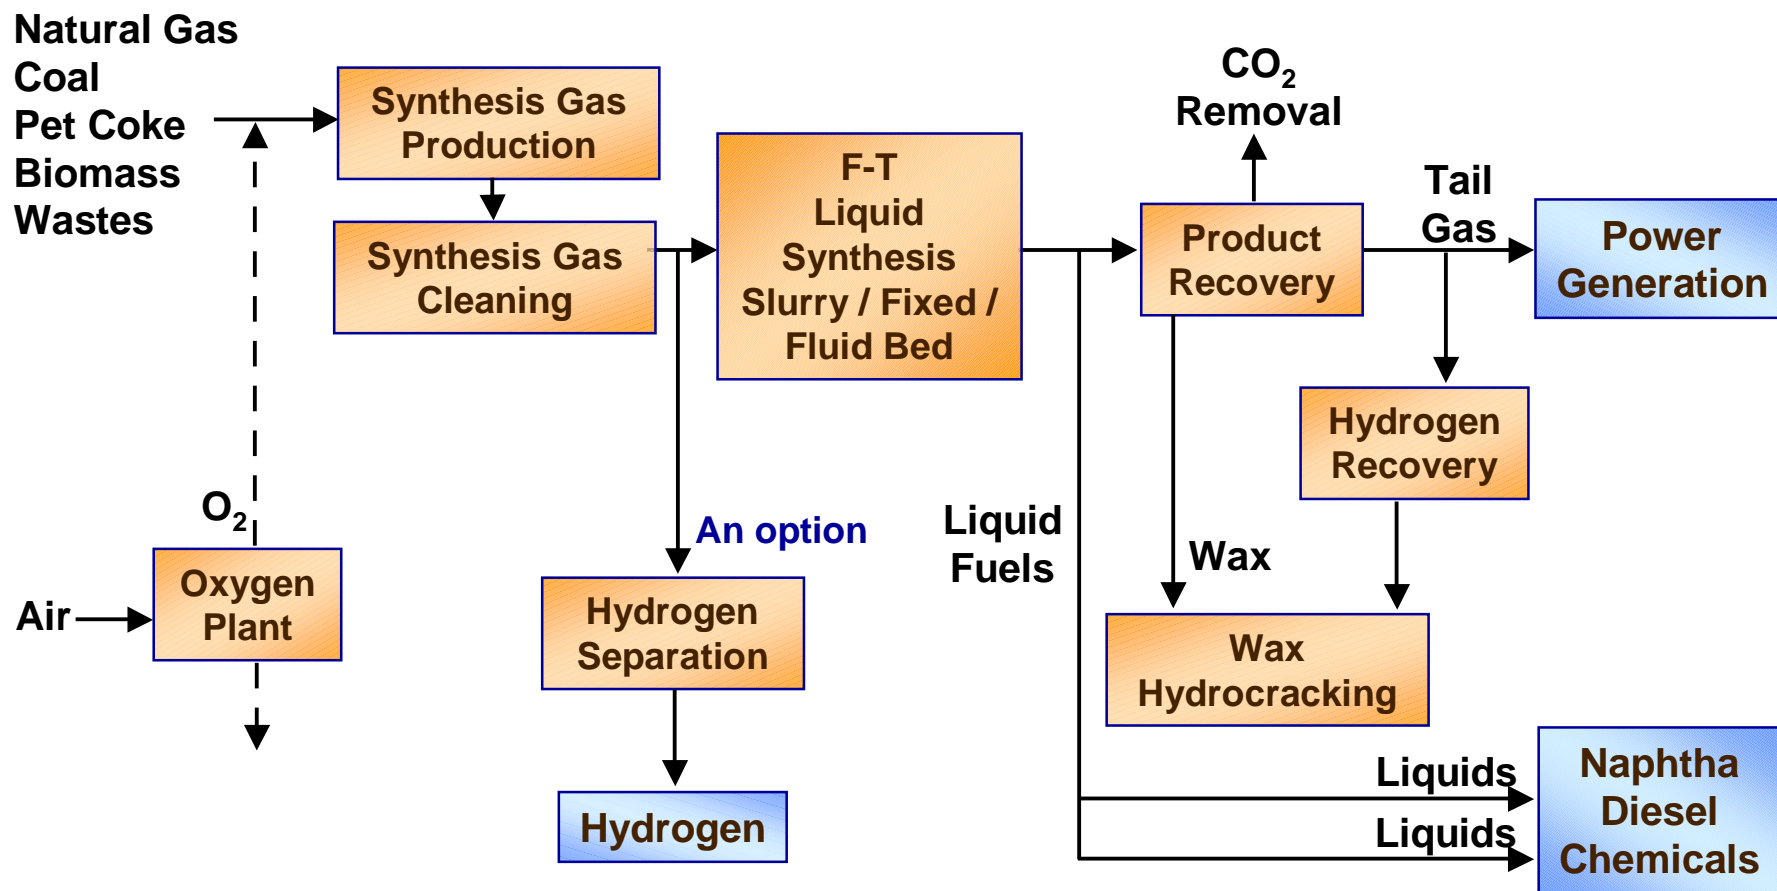 Natural Gas
Coal
Pet Coke
Biomass
Wastes
Synthesis Gas
Production
Synthesis Gas
Cleaning
F-T
Liquid
Synthesis
Slurry / Fixed /
Fluid Bed
CO₂
Removal
Product
Recovery
Tail
Gas
Power
Generation
Hydrogen
Recovery
O₂
Air
Oxygen
Plant
An option
Hydrogen
Separation
Hydrogen
Liquid
Fuels
Wax
Wax
Hydrocracking
Liquids
Liquids
Naphtha
Diesel
Chemicals